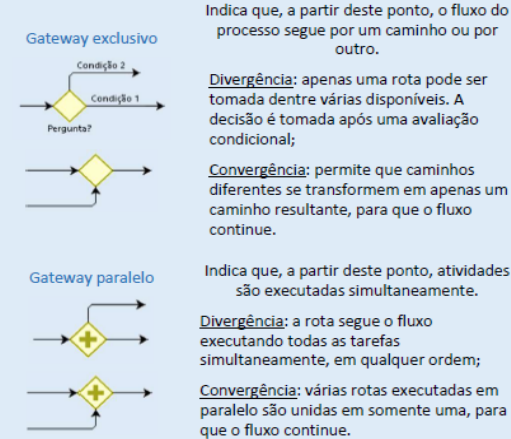 Gateway exclusivo
Condição 2
Condição 1
Pergunta?
Indica que, a partir deste ponto, o fluxo do
processo segue por um caminho ou por
outro.
Divergência: apenas uma rota pode ser
tomada dentre várias disponíveis. A
decisão é tomada após uma avaliação
condicional;
Convergência: permite que caminhos
diferentes se transformem em apenas um
caminho resultante, para que o fluxo
continue.
Gateway paralelo
Indica que, a partir deste ponto, atividades
são executadas simultaneamente.
Divergência: a rota segue o fluxo
executando todas as tarefas
simultaneamente, em qualquer ordem;
Convergência: várias rotas executadas em
paralelo são unidas em somente uma, para
que o fluxo continue.